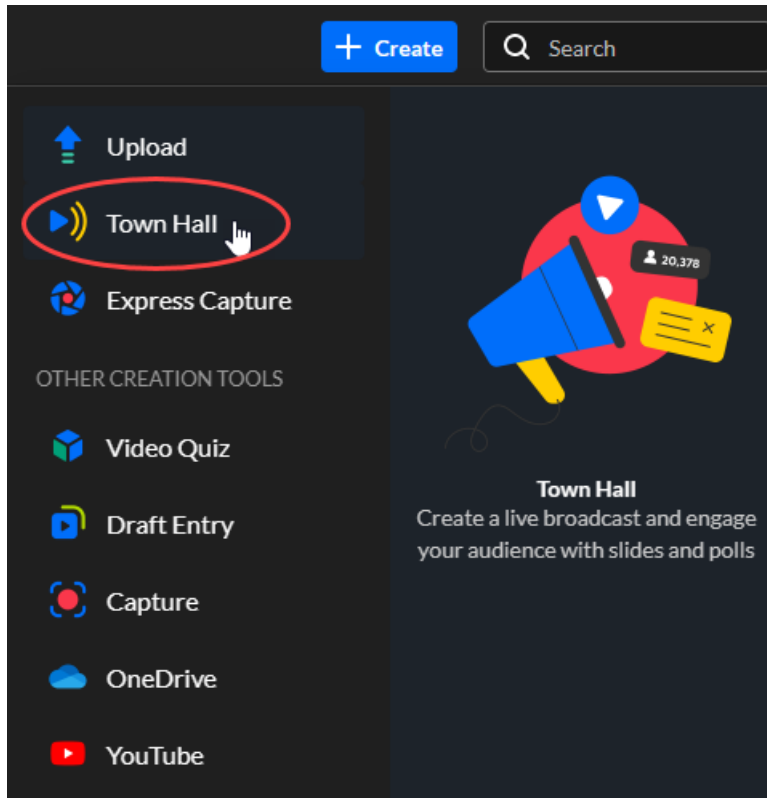 Create
Search
Upload
Town Hall
Express Capture
OTHER CREATION TOOLS
Video Quiz
Draft Entry
Capture
OneDrive
YouTube
20,378
Town Hall
Create a live broadcast and engage
your audience with slides and polls